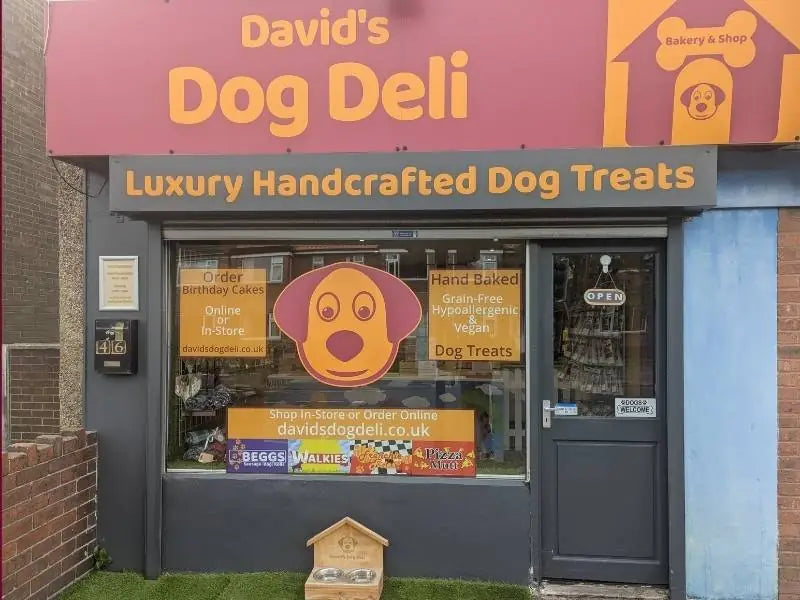 David's
Dog Deli
Bakery & Shop
Luxury Handcrafted Dog Treats
Order
Birthday Cakes
Online
or
In-Store
davidsdogdeli.co.uk
Hand Baked
Grain-Free
Hypoallergenic
&
Vegan
Dog Treats
OPEN
46
DOGS
WELCOME
Shop In-Store or Order Online
davidsdogdeli.co.uk
BEGGS
WALKIES
Pizza
Mutt